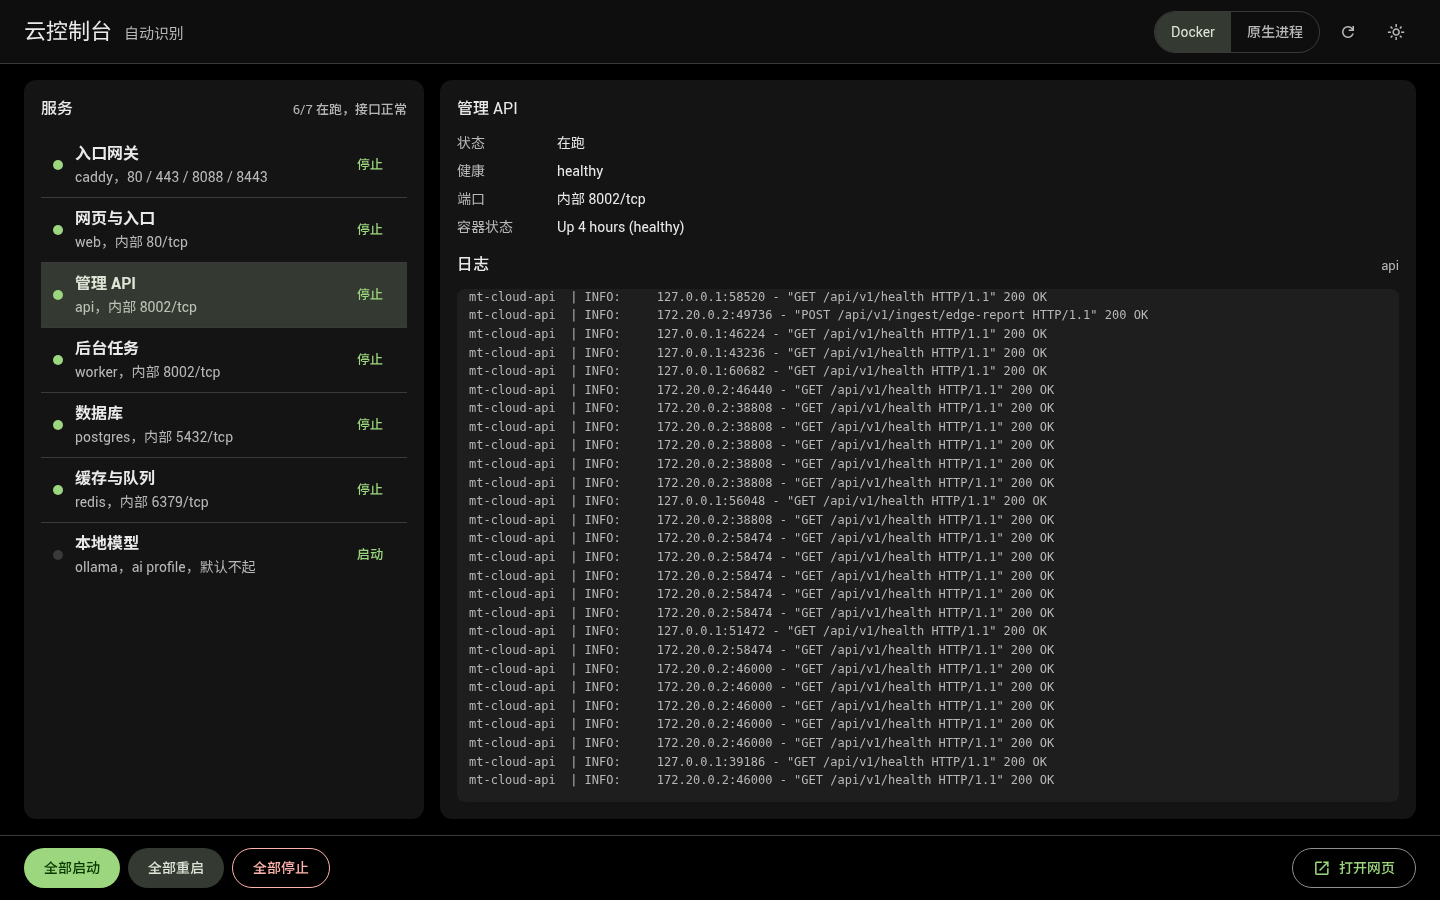 云控制台 自动识别
Docker 原生进程
服务 6/7 在跑，接口正常
入口网关
caddy，80 / 443 / 8088 / 8443
停止
网页与入口
web，内部 80/tcp
停止
管理 API
api，内部 8002/tcp
停止
后台任务
worker，内部 8002/tcp
停止
数据库
postgres，内部 5432/tcp
停止
缓存与队列
redis，内部 6379/tcp
停止
本地模型
ollama，ai profile，默认不起
启动
管理 API
状态 在跑
健康 healthy
端口 内部 8002/tcp
容器状态 Up 4 hours (healthy)
日志 api
mt-cloud-api  | INFO:     127.0.0.1:58520 - "GET /api/v1/health HTTP/1.1" 200 OK
mt-cloud-api  | INFO:     172.20.0.2:49736 - "POST /api/v1/ingest/edge-report HTTP/1.1" 200 OK
mt-cloud-api  | INFO:     127.0.0.1:46224 - "GET /api/v1/health HTTP/1.1" 200 OK
mt-cloud-api  | INFO:     127.0.0.1:43236 - "GET /api/v1/health HTTP/1.1" 200 OK
mt-cloud-api  | INFO:     127.0.0.1:60682 - "GET /api/v1/health HTTP/1.1" 200 OK
mt-cloud-api  | INFO:     172.20.0.2:46440 - "GET /api/v1/health HTTP/1.1" 200 OK
mt-cloud-api  | INFO:     172.20.0.2:38808 - "GET /api/v1/health HTTP/1.1" 200 OK
mt-cloud-api  | INFO:     172.20.0.2:38808 - "GET /api/v1/health HTTP/1.1" 200 OK
mt-cloud-api  | INFO:     172.20.0.2:38808 - "GET /api/v1/health HTTP/1.1" 200 OK
mt-cloud-api  | INFO:     172.20.0.2:38808 - "GET /api/v1/health HTTP/1.1" 200 OK
mt-cloud-api  | INFO:     172.20.0.2:38808 - "GET /api/v1/health HTTP/1.1" 200 OK
mt-cloud-api  | INFO:     127.0.0.1:56048 - "GET /api/v1/health HTTP/1.1" 200 OK
mt-cloud-api  | INFO:     172.20.0.2:38808 - "GET /api/v1/health HTTP/1.1" 200 OK
mt-cloud-api  | INFO:     172.20.0.2:58474 - "GET /api/v1/health HTTP/1.1" 200 OK
mt-cloud-api  | INFO:     172.20.0.2:58474 - "GET /api/v1/health HTTP/1.1" 200 OK
mt-cloud-api  | INFO:     172.20.0.2:58474 - "GET /api/v1/health HTTP/1.1" 200 OK
mt-cloud-api  | INFO:     172.20.0.2:58474 - "GET /api/v1/health HTTP/1.1" 200 OK
mt-cloud-api  | INFO:     172.20.0.2:58474 - "GET /api/v1/health HTTP/1.1" 200 OK
mt-cloud-api  | INFO:     127.0.0.1:51472 - "GET /api/v1/health HTTP/1.1" 200 OK
mt-cloud-api  | INFO:     172.20.0.2:58474 - "GET /api/v1/health HTTP/1.1" 200 OK
mt-cloud-api  | INFO:     172.20.0.2:46000 - "GET /api/v1/health HTTP/1.1" 200 OK
mt-cloud-api  | INFO:     172.20.0.2:46000 - "GET /api/v1/health HTTP/1.1" 200 OK
mt-cloud-api  | INFO:     172.20.0.2:46000 - "GET /api/v1/health HTTP/1.1" 200 OK
mt-cloud-api  | INFO:     172.20.0.2:46000 - "GET /api/v1/health HTTP/1.1" 200 OK
mt-cloud-api  | INFO:     172.20.0.2:46000 - "GET /api/v1/health HTTP/1.1" 200 OK
mt-cloud-api  | INFO:     127.0.0.1:39186 - "GET /api/v1/health HTTP/1.1" 200 OK
mt-cloud-api  | INFO:     172.20.0.2:46000 - "GET /api/v1/health HTTP/1.1" 200 OK
全部启动 全部重启 全部停止 打开网页